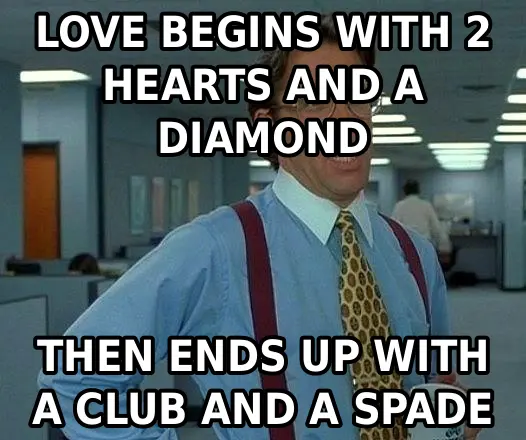 LOVE BEGINS WITH 2
HEARTS AND A
DIAMOND
THEN ENDS UP WITH
A CLUB AND A SPADE